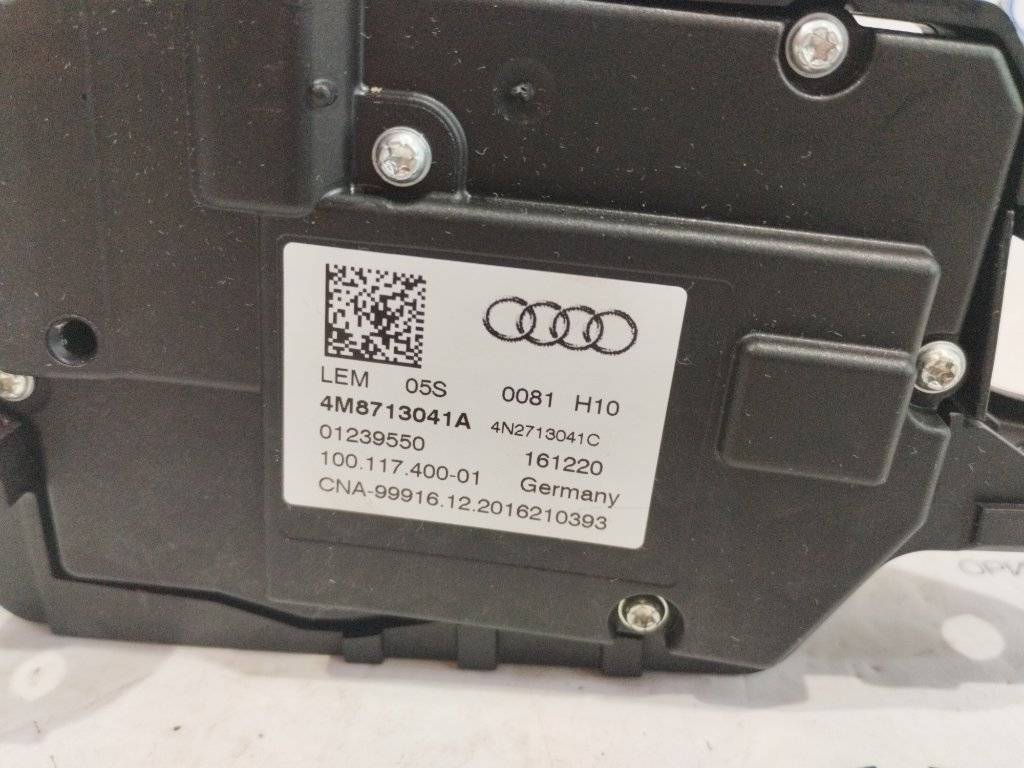 LEM 05S 0081 H10
4M8713041A 4N2713041C
01239550 161220
100.117.400-01 Germany
CNA-99916.12.2016210393